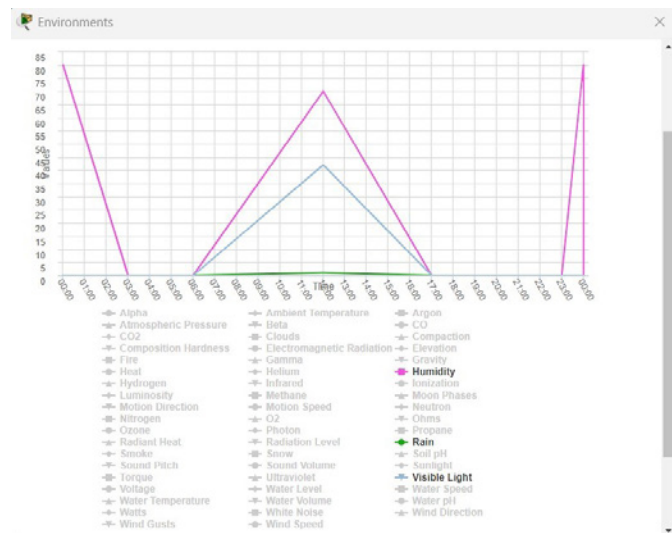 Environments
85
80
75
70
65
60
55
50
45
40
35
30
25
20
15
10
5
0
Values
00:00 01:00 02:00 03:00 04:00 05:00 06:00 07:00 08:00 09:00 10:00 11:00 12:00 13:00 14:00 15:00 16:00 17:00 18:00 19:00 20:00 21:00 22:00 23:00 00:00
Time
Alpha Ambient Temperature Argon
Atmospheric Pressure Beta CO
CO2 Clouds Compaction
Composition Hardness Electromagnetic Radiation Elevation
Fire Gamma Gravity
Heat Helium Humidity
Hydrogen Infrared Ionization
Luminosity Methane Moon Phases
Motion Direction Motion Speed Neutron
Nitrogen O2 Ohms
Ozone Photon Propane
Radiant Heat Radiation Level Rain
Smoke Snow Soil pH
Sound Pitch Sound Volume Sunlight
Torque Ultraviolet Visible Light
Voltage Water Level Water Speed
Water Temperature Water Volume Water pH
Watts White Noise Wind Direction
Wind Gusts Wind Speed